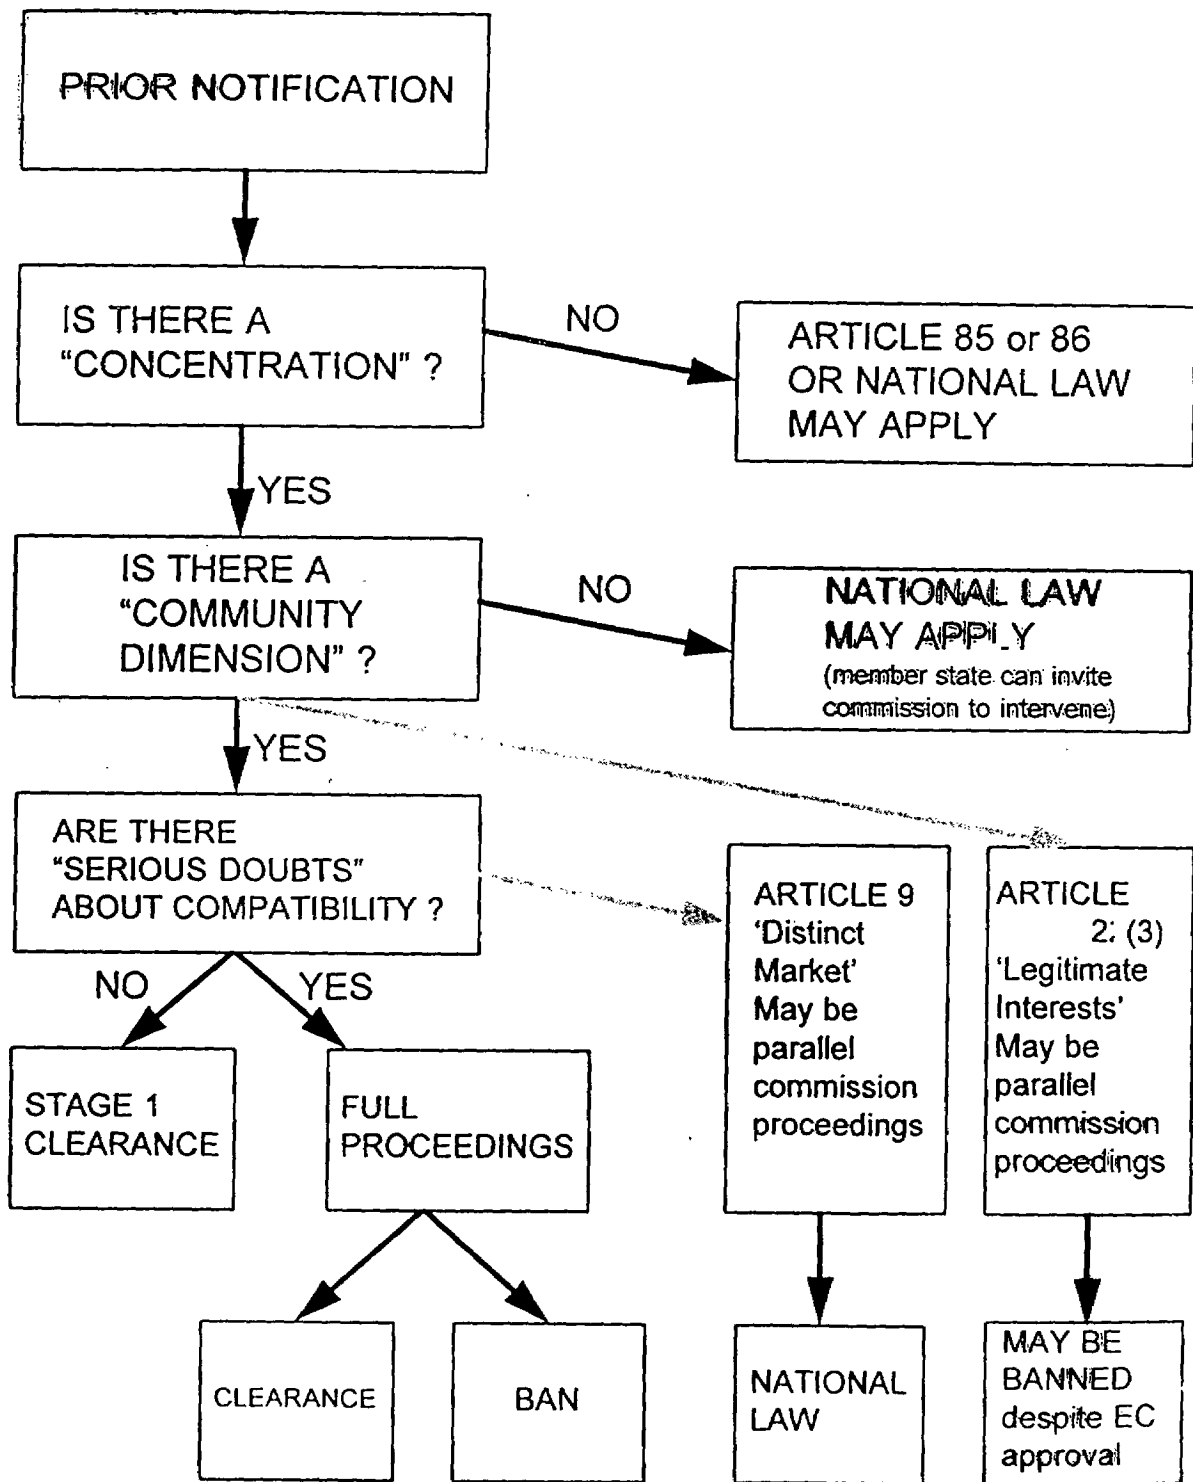 PRIOR NOTIFICATION
IS THERE A
“CONCENTRATION” ?
NO
ARTICLE 85 or 86
OR NATIONAL LAW
MAY APPLY
YES
IS THERE A
“COMMUNITY
DIMENSION” ?
NO
NATIONAL LAW
MAY APPLY
(member state can invite
commission to intervene)
YES
ARE THERE
“SERIOUS DOUBTS”
ABOUT COMPATIBILITY ?
NO
YES
STAGE 1
CLEARANCE
FULL
PROCEEDINGS
CLEARANCE
BAN
ARTICLE 9
‘Distinct
Market’
May be
parallel
commission
proceedings
NATIONAL
LAW
ARTICLE
(3)
‘Legitimate
Interests’
May be
parallel
commission
proceedings
MAY BE
BANNED
despite EC
approval